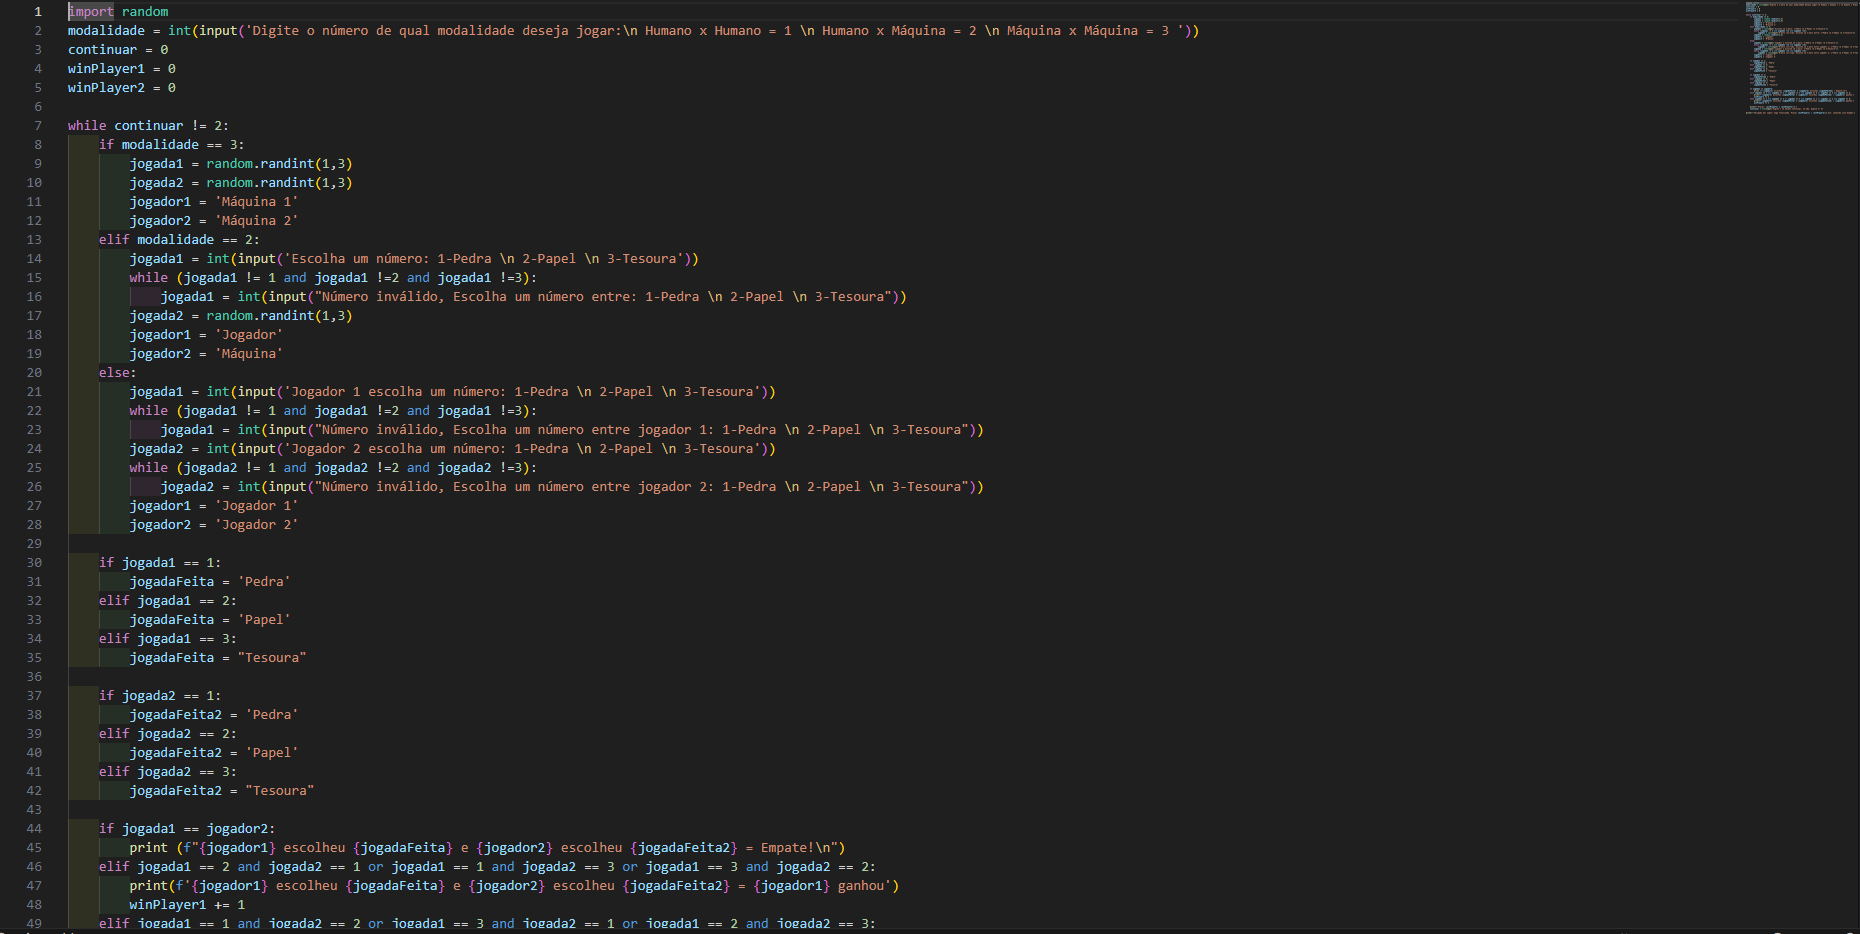 1 import random
2 modalidade = int(input('Digite o número de qual modalidade deseja jogar:\n Humano x Humano = 1 \n Humano x Máquina = 2 \n Máquina x Máquina = 3 '))
3 continuar = 0
4 winPlayer1 = 0
5 winPlayer2 = 0
6
7 while continuar != 2:
8     if modalidade == 3:
9         jogada1 = random.randint(1,3)
10         jogada2 = random.randint(1,3)
11         jogador1 = 'Máquina 1'
12         jogador2 = 'Máquina 2'
13     elif modalidade == 2:
14         jogada1 = int(input('Escolha um número: 1-Pedra \n 2-Papel \n 3-Tesoura'))
15         while (jogada1 != 1 and jogada1 !=2 and jogada1 !=3):
16             jogada1 = int(input("Número inválido, Escolha um número entre: 1-Pedra \n 2-Papel \n 3-Tesoura"))
17         jogada2 = random.randint(1,3)
18         jogador1 = 'Jogador'
19         jogador2 = 'Máquina'
20     else:
21         jogada1 = int(input('Jogador 1 escolha um número: 1-Pedra \n 2-Papel \n 3-Tesoura'))
22         while (jogada1 != 1 and jogada1 !=2 and jogada1 !=3):
23             jogada1 = int(input("Número inválido, Escolha um número entre jogador 1: 1-Pedra \n 2-Papel \n 3-Tesoura"))
24         jogada2 = int(input('Jogador 2 escolha um número: 1-Pedra \n 2-Papel \n 3-Tesoura'))
25         while (jogada2 != 1 and jogada2 !=2 and jogada2 !=3):
26             jogada2 = int(input("Número inválido, Escolha um número entre jogador 2: 1-Pedra \n 2-Papel \n 3-Tesoura"))
27         jogador1 = 'Jogador 1'
28         jogador2 = 'Jogador 2'
29
30     if jogada1 == 1:
31         jogadaFeita = 'Pedra'
32     elif jogada1 == 2:
33         jogadaFeita = 'Papel'
34     elif jogada1 == 3:
35         jogadaFeita = "Tesoura"
36
37     if jogada2 == 1:
38         jogadaFeita2 = 'Pedra'
39     elif jogada2 == 2:
40         jogadaFeita2 = 'Papel'
41     elif jogada2 == 3:
42         jogadaFeita2 = "Tesoura"
43
44     if jogada1 == jogador2:
45         print (f"{jogador1} escolheu {jogadaFeita} e {jogador2} escolheu {jogadaFeita2} = Empate!\n")
46     elif jogada1 == 2 and jogada2 == 1 or jogada1 == 1 and jogada2 == 3 or jogada1 == 3 and jogada2 == 2:
47         print(f'{jogador1} escolheu {jogadaFeita} e {jogador2} escolheu {jogadaFeita2} = {jogador1} ganhou')
48         winPlayer1 += 1
49     elif jogada1 == 1 and jogada2 == 2 or jogada1 == 3 and jogada2 == 1 or jogada1 == 2 and jogada2 == 3: